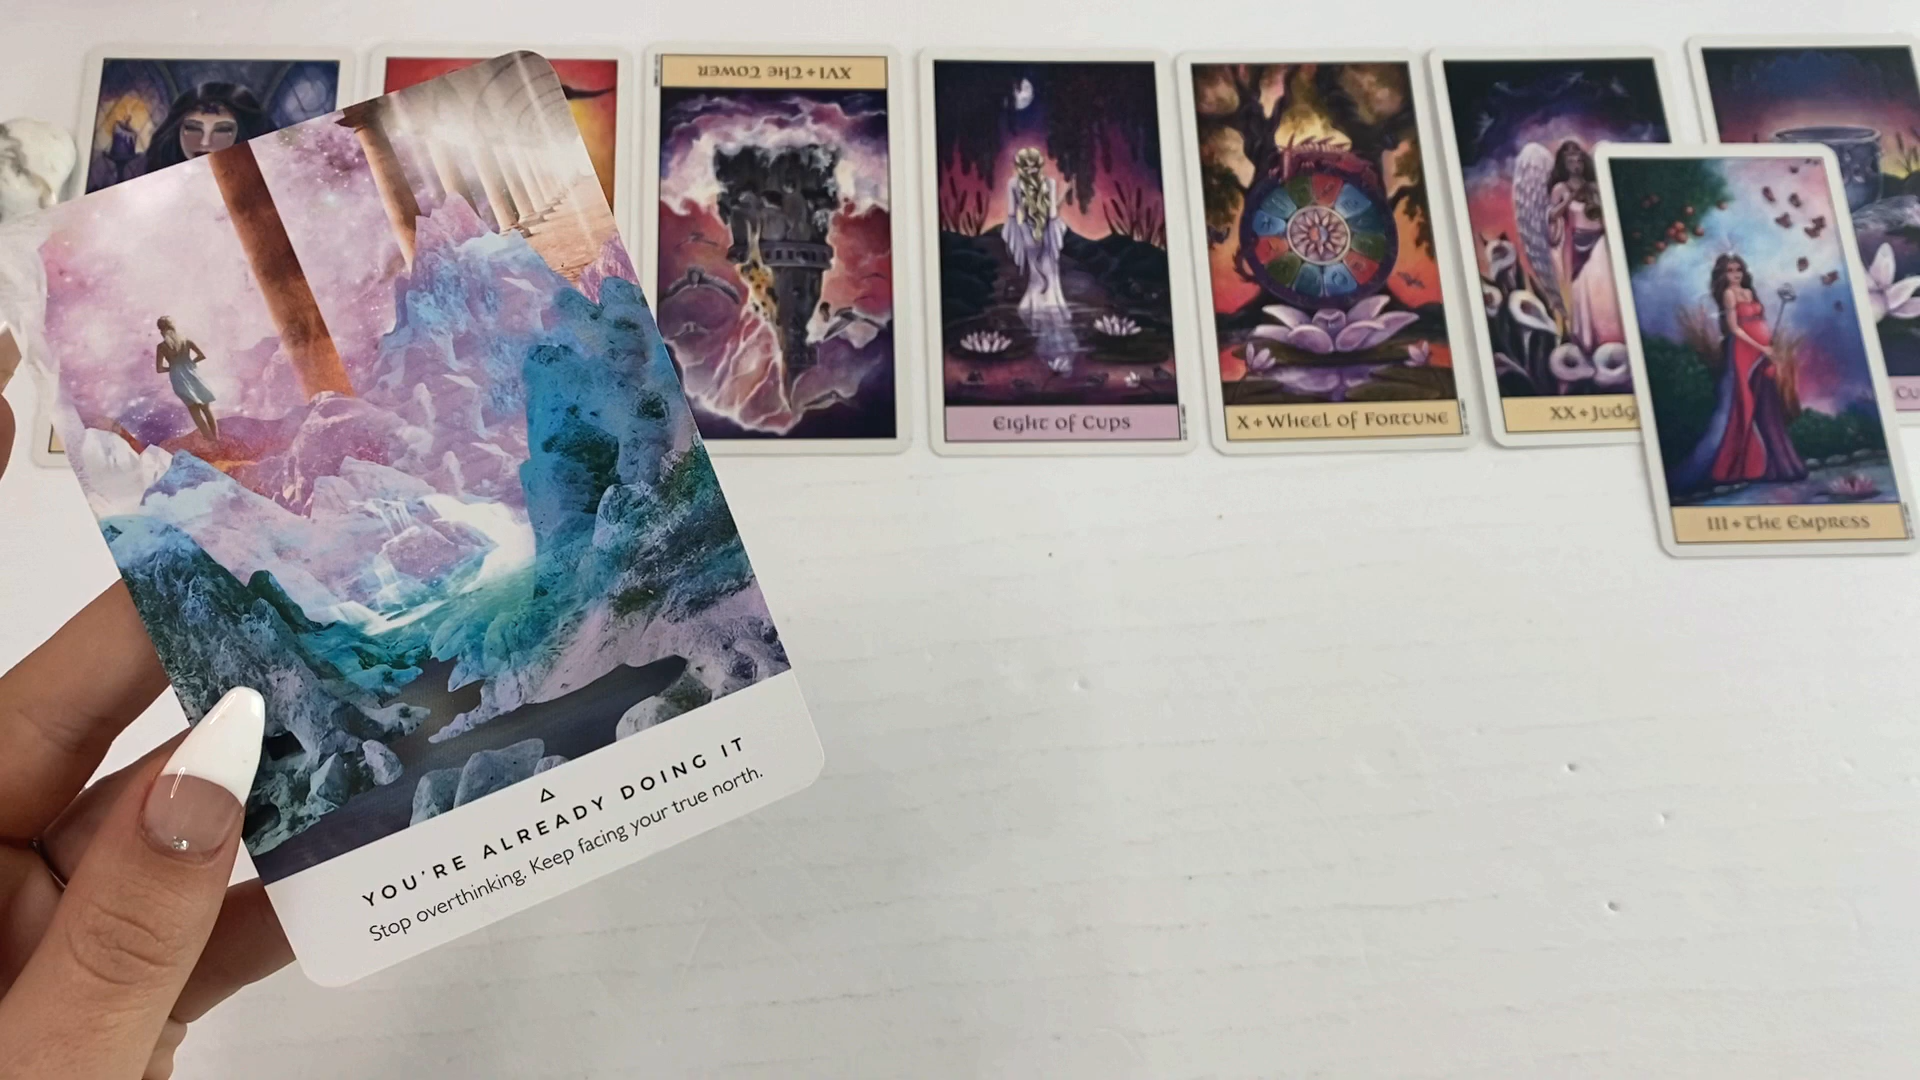 XVI + THE TOWER
EIGHT OF CUPS
X + WHEEL OF FORTUNE
XX + JUDG
III + THE EMPRESS
CU
YOU'RE ALREADY DOING IT
Stop overthinking. Keep facing your true north.